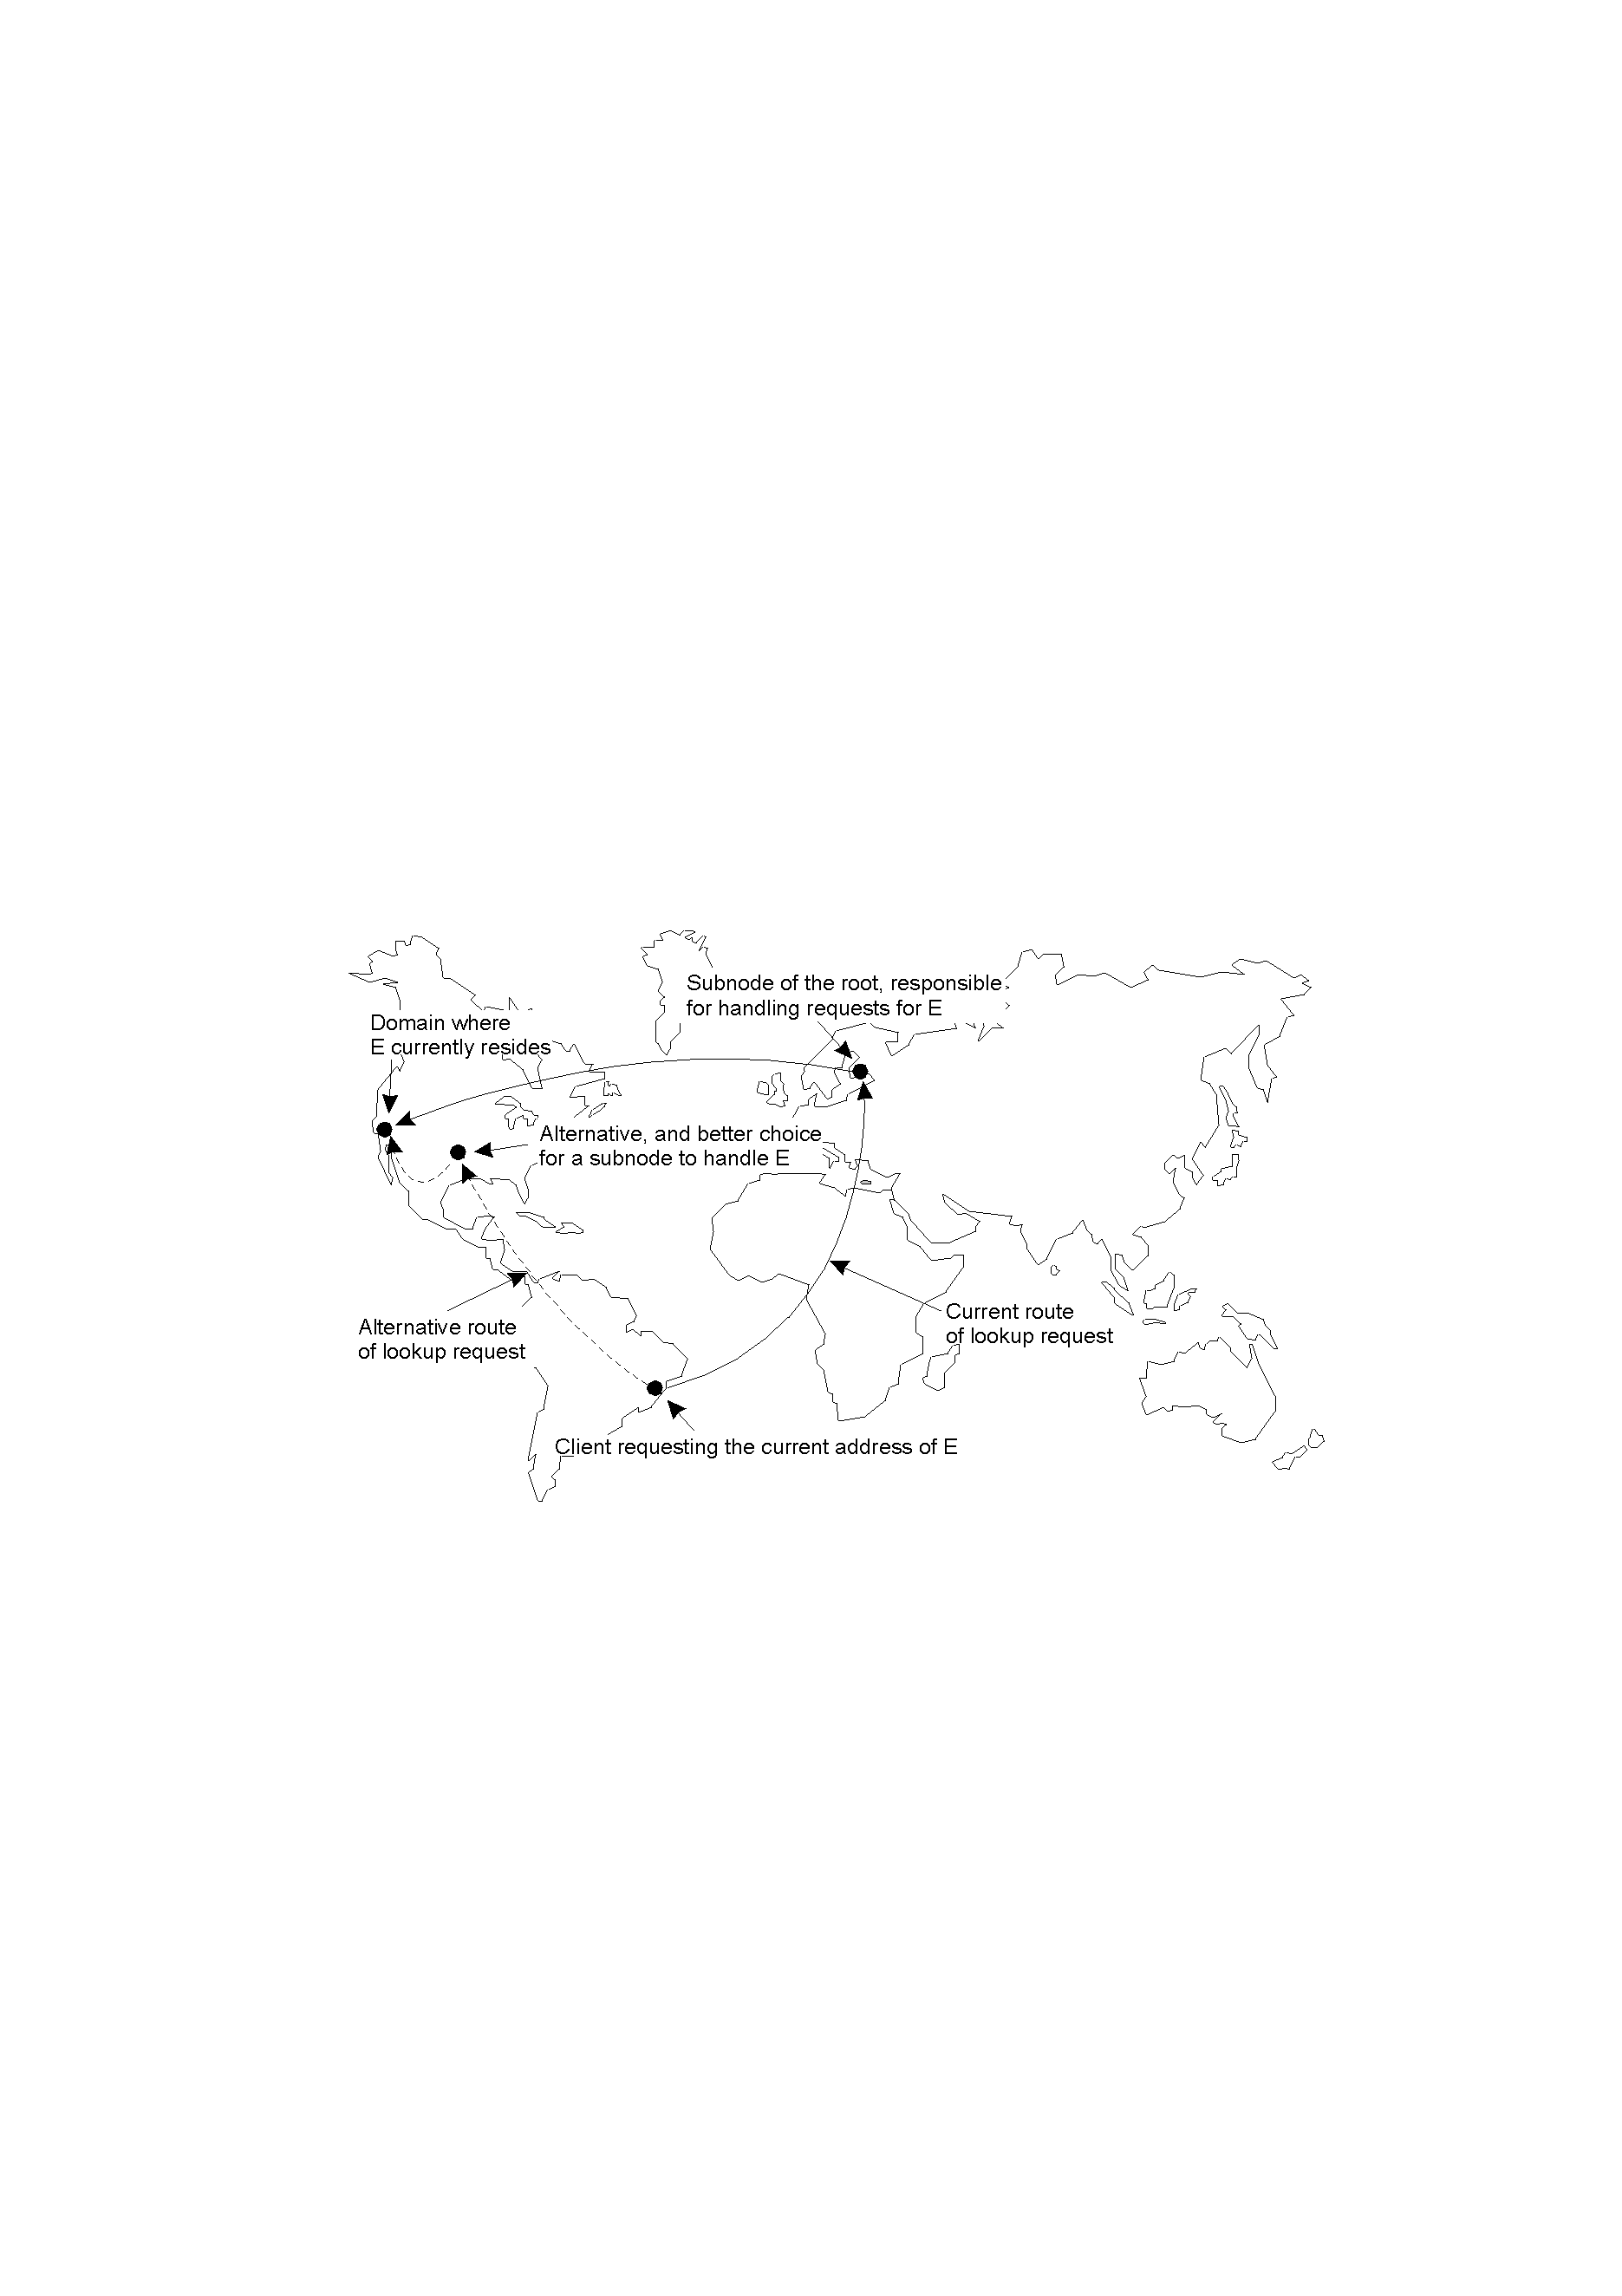 Subnode of the root, responsible
for handling requests for E
Domain where
E currently resides
Alternative, and better choice
for a subnode to handle E
Current route
of lookup request
Alternative route
of lookup request
Client requesting the current address of E